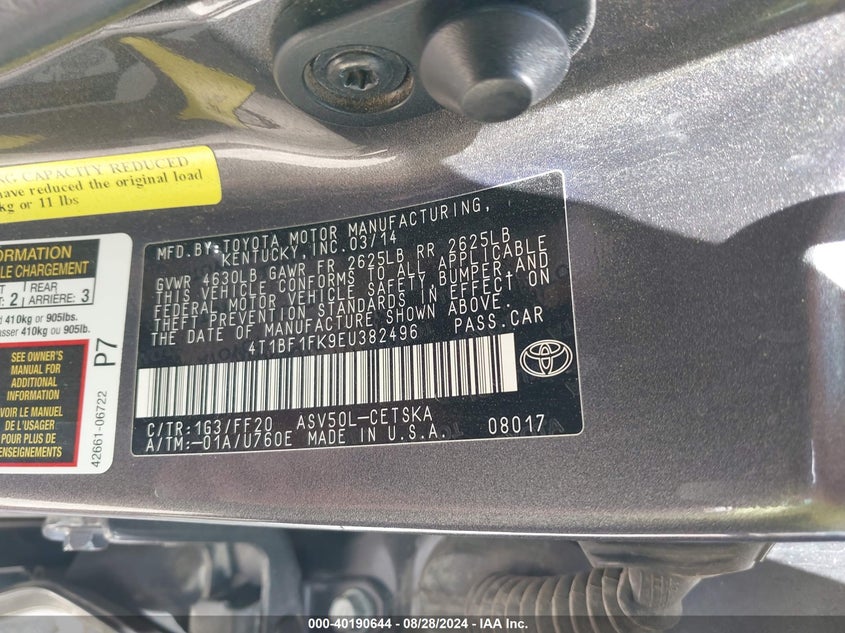 NG CAPACITY REDUCED
have reduced the original load
kg or 11 lbs
FORMATION
LE CHARGEMENT
T: 2 REAR ARRIÈRE: 3
d 410kg or 905lbs.
asser 410kg ou 905lb.
SEE OWNER'S
MANUAL FOR
ADDITIONAL
INFORMATION
Voir LE MANUEL
DE L'USAGER
POUR PLUS
RENSEIGNEMENTS
P7
42661-06722
MFD.BY: TOYOTA MOTOR MANUFACTURING,
KENTUCKY, INC. 03/14
GVWR 4630LB GAWR FR 2625LB RR 2625LB
THIS VEHICLE CONFORMS TO ALL APPLICABLE
FEDERAL MOTOR VEHICLE SAFETY, BUMPER, AND
THEFT PREVENTION STANDARDS IN EFFECT ON
THE DATE OF MANUFACTURE SHOWN ABOVE.
4T1BF1FK9EU382496 PASS.CAR
C/TR: 1G3/FF20 ASV50L-CETSKA
A/TM:-01A/U760E MADE IN U.S.A. 08017
TOYOTA
000-40190644 / 08/28/2024 - IAA Inc.